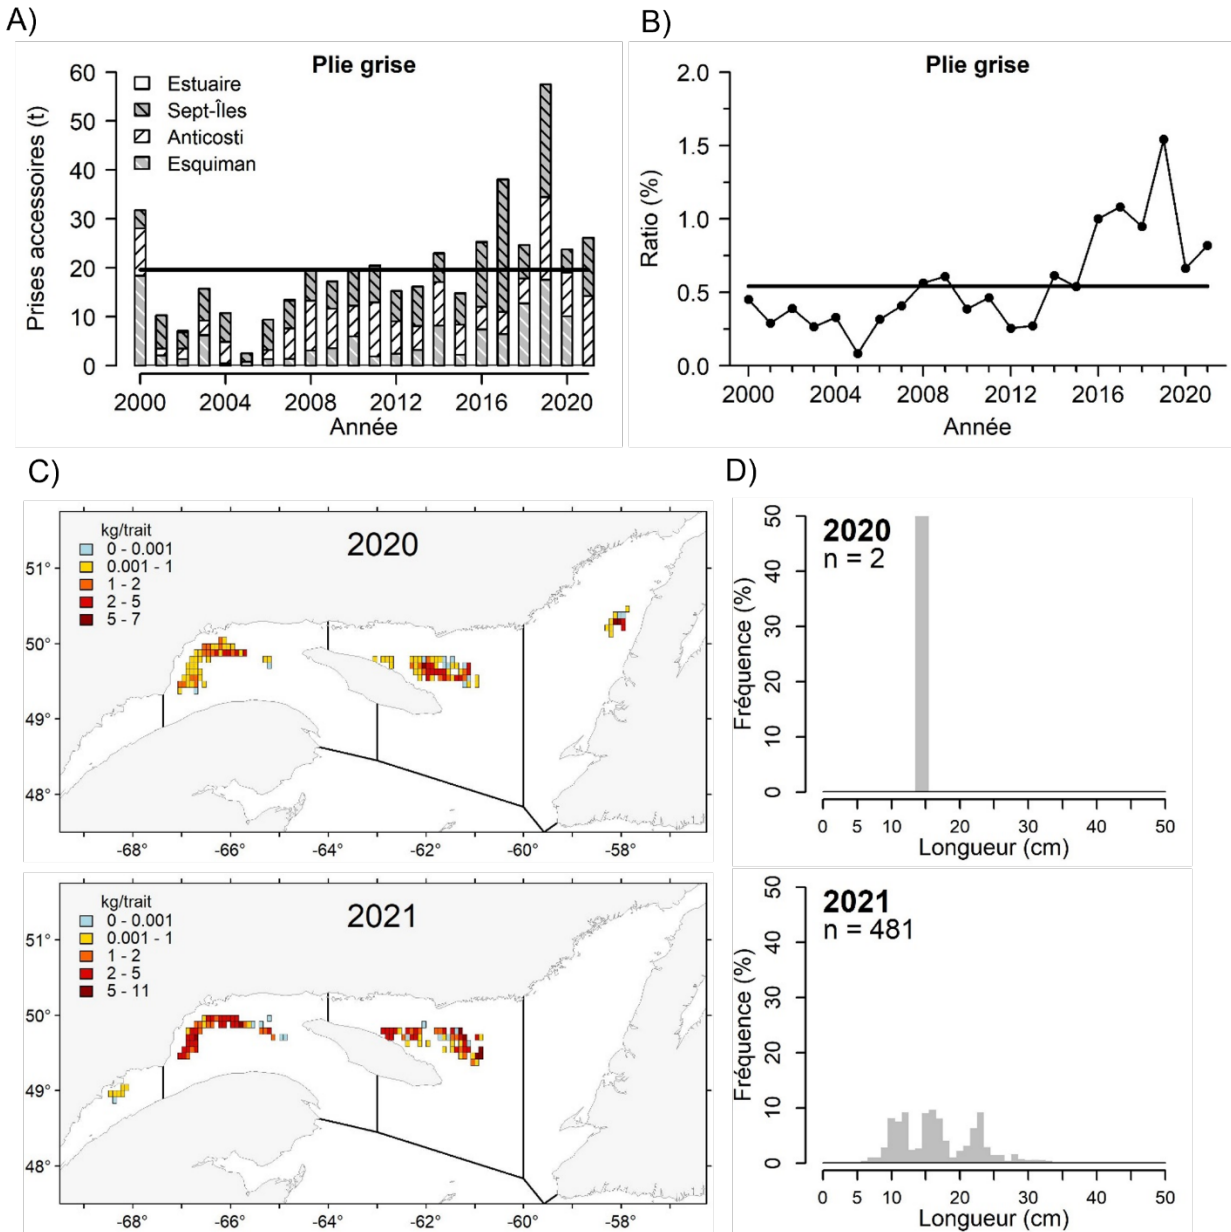 A)
Plie grise
Prises accessoires (t)
60
50
40
30
20
10
0
Estuaire
Sept-Îles
Anticosti
Esquiman
2000 2004 2008 2012 2016 2020
Année
B)
Plie grise
Ratio (%)
2.0
1.5
1.0
0.5
0.0
2000 2004 2008 2012 2016 2020
Année
C)
kg/trait
0 - 0.001
0.001 - 1
1 - 2
2 - 5
5 - 7
2020
51°
50°
49°
48°
-68° -66° -64° -62° -60° -58°
kg/trait
0 - 0.001
0.001 - 1
1 - 2
2 - 5
5 - 11
2021
51°
50°
49°
48°
-68° -66° -64° -62° -60° -58°
D)
2020
n = 2
Fréquence (%)
50
40
30
20
10
0
0 5 10 20 30 40 50
Longueur (cm)
2021
n = 481
Fréquence (%)
50
40
30
20
10
0
0 5 10 20 30 40 50
Longueur (cm)